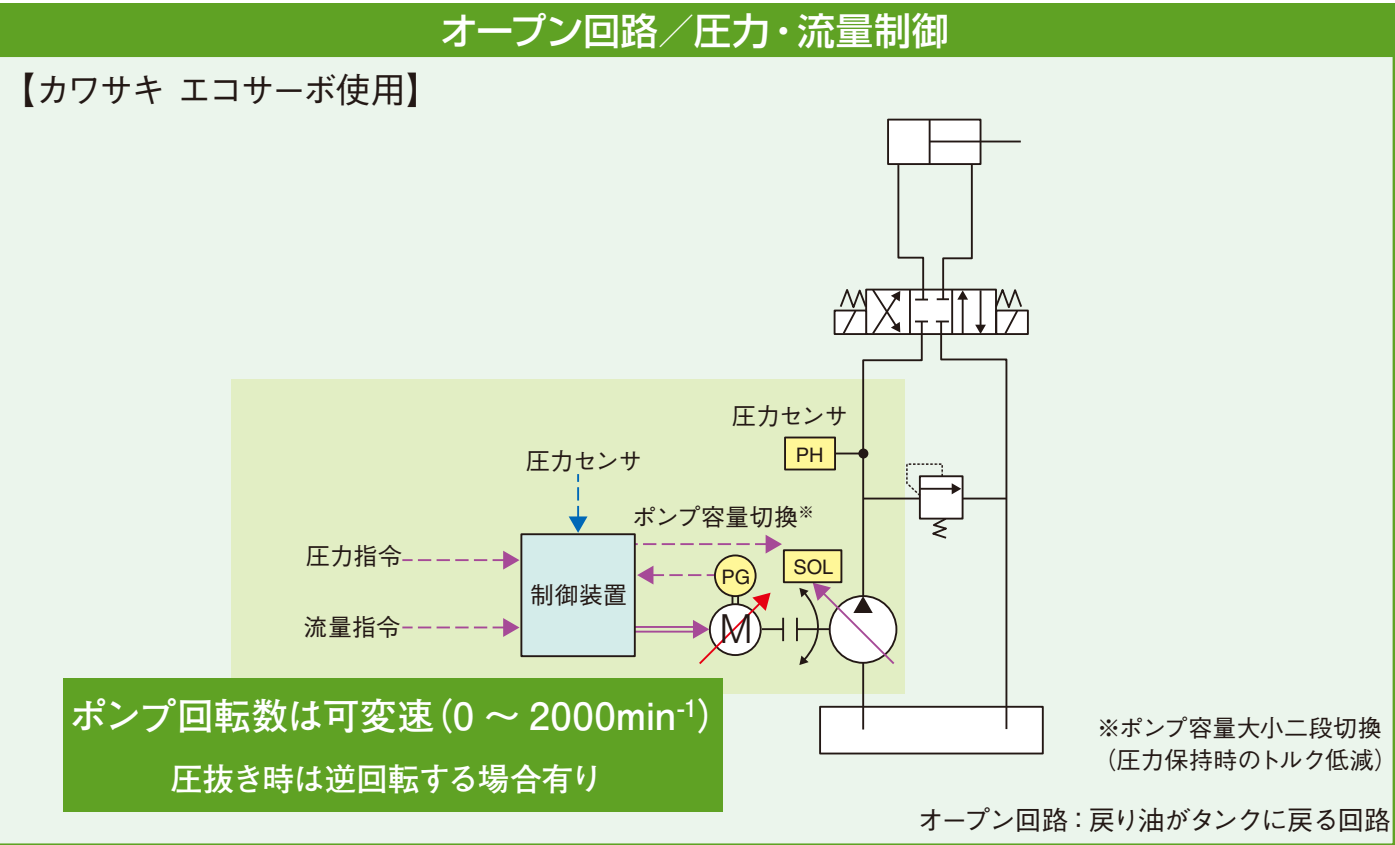 オープン回路／圧力・流量制御
【カワサキ エコサーボ使用】
圧力センサ
PH
圧力センサ
ポンプ容量切換※
圧力指令
SOL
PG
制御装置
流量指令
M
ポンプ回転数は可変速（0 ～ 2000min-1）
圧抜き時は逆回転する場合有り
※ポンプ容量大小二段切換
（圧力保持時のトルク低減）
オープン回路：戻り油がタンクに戻る回路